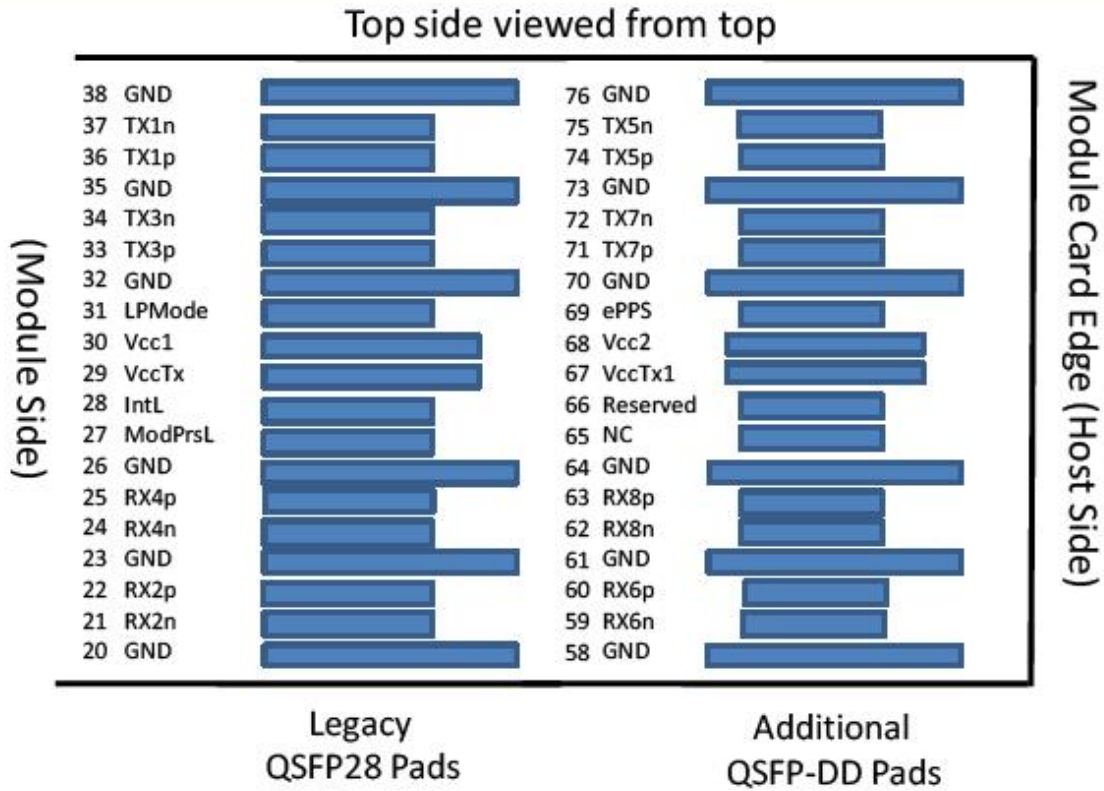 Top side viewed from top
38 GND 76 GND
37 TX1n 75 TX5n
36 TX1p 74 TX5p
35 GND 73 GND
34 TX3n 72 TX7n
33 TX3p 71 TX7p
32 GND 70 GND
31 LPMode 69 ePPS
30 Vcc1 68 Vcc2
29 VccTx 67 VccTx1
28 IntL 66 Reserved
27 ModPrsL 65 NC
26 GND 64 GND
25 RX4p 63 RX8p
24 RX4n 62 RX8n
23 GND 61 GND
22 RX2p 60 RX6p
21 RX2n 59 RX6n
20 GND 58 GND
(Module Side)
Module Card Edge (Host Side)
Legacy
QSFP28 Pads
Additional
QSFP-DD Pads